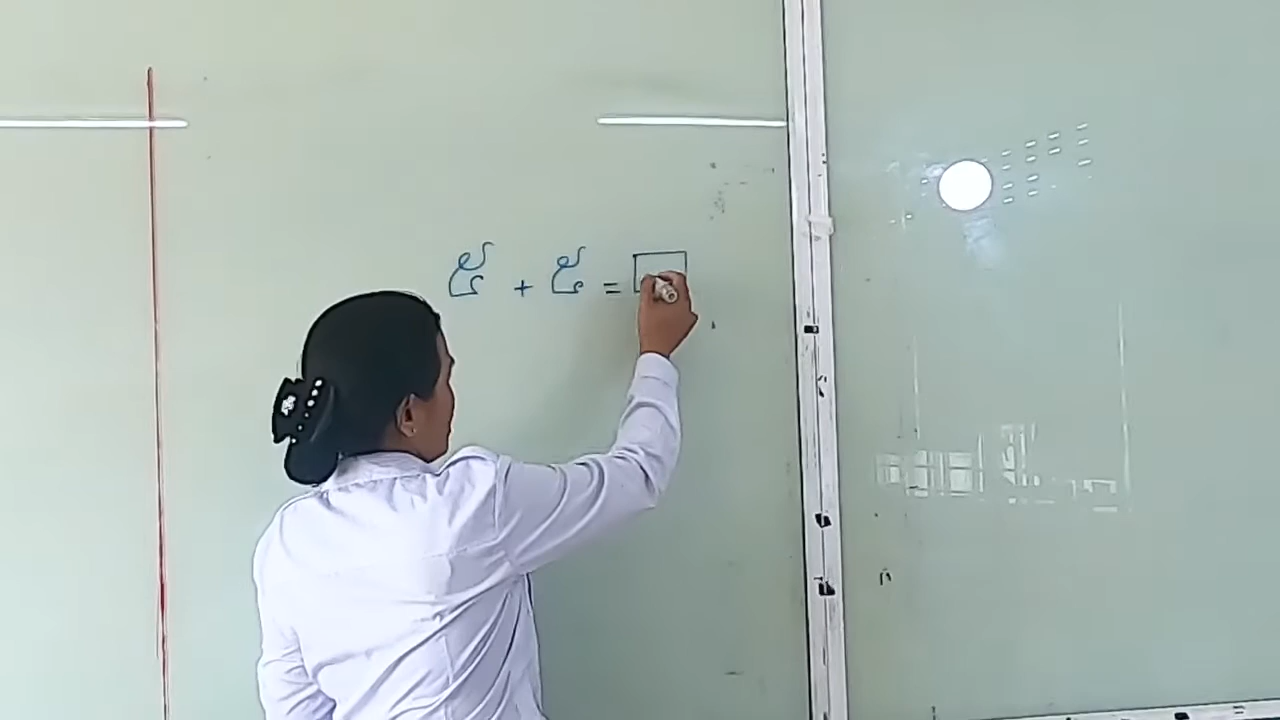 ៥ + ៥ =